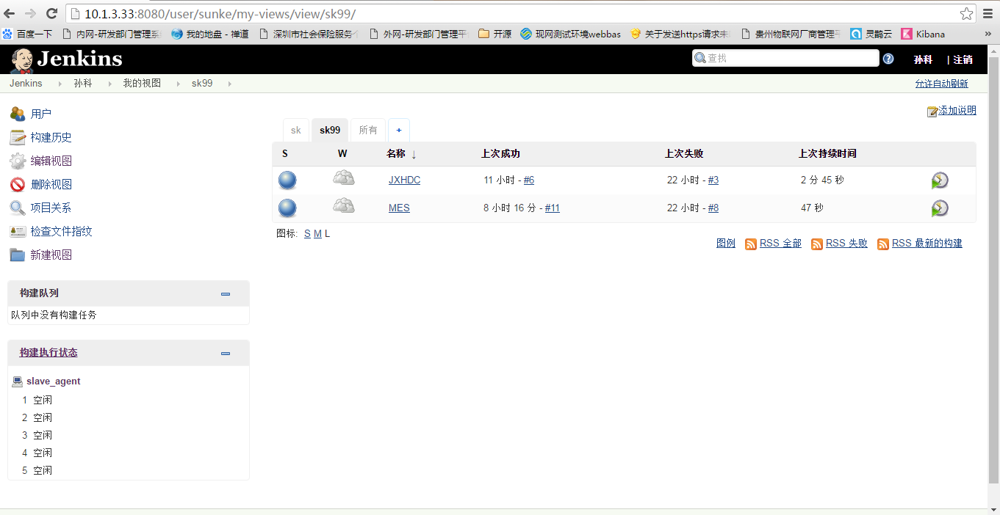 10.1.3.33:8080/user/sunke/my-views/view/sk99/
百度一下 内网-研发部门管理系 我的地盘 - 禅道 深圳市社会保险服务 外网-研发部门管理平 开源 现网测试环境webbas 关于发送https请求未 贵州物联网厂商管理平 灵鹊云 Kibana »
Jenkins 查找 ? 孙科 | 注销
Jenkins 孙科 我的视图 sk99 允许自动刷新
添加说明
用户
构建历史
编辑视图
删除视图
项目关系
检查文件指纹
新建视图
构建队列
队列中没有构建任务
构建执行状态
slave_agent
1 空闲
2 空闲
3 空闲
4 空闲
5 空闲
sk sk99 所有 +
S W 名称 ↓ 上次成功 上次失败 上次持续时间
JXHDC 11 小时 - #6 22 小时 - #3 2 分 45 秒
MES 8 小时 16 分 - #11 22 小时 - #8 47 秒
图标: S M L
图例 RSS 全部 RSS 失败 RSS 最新的构建